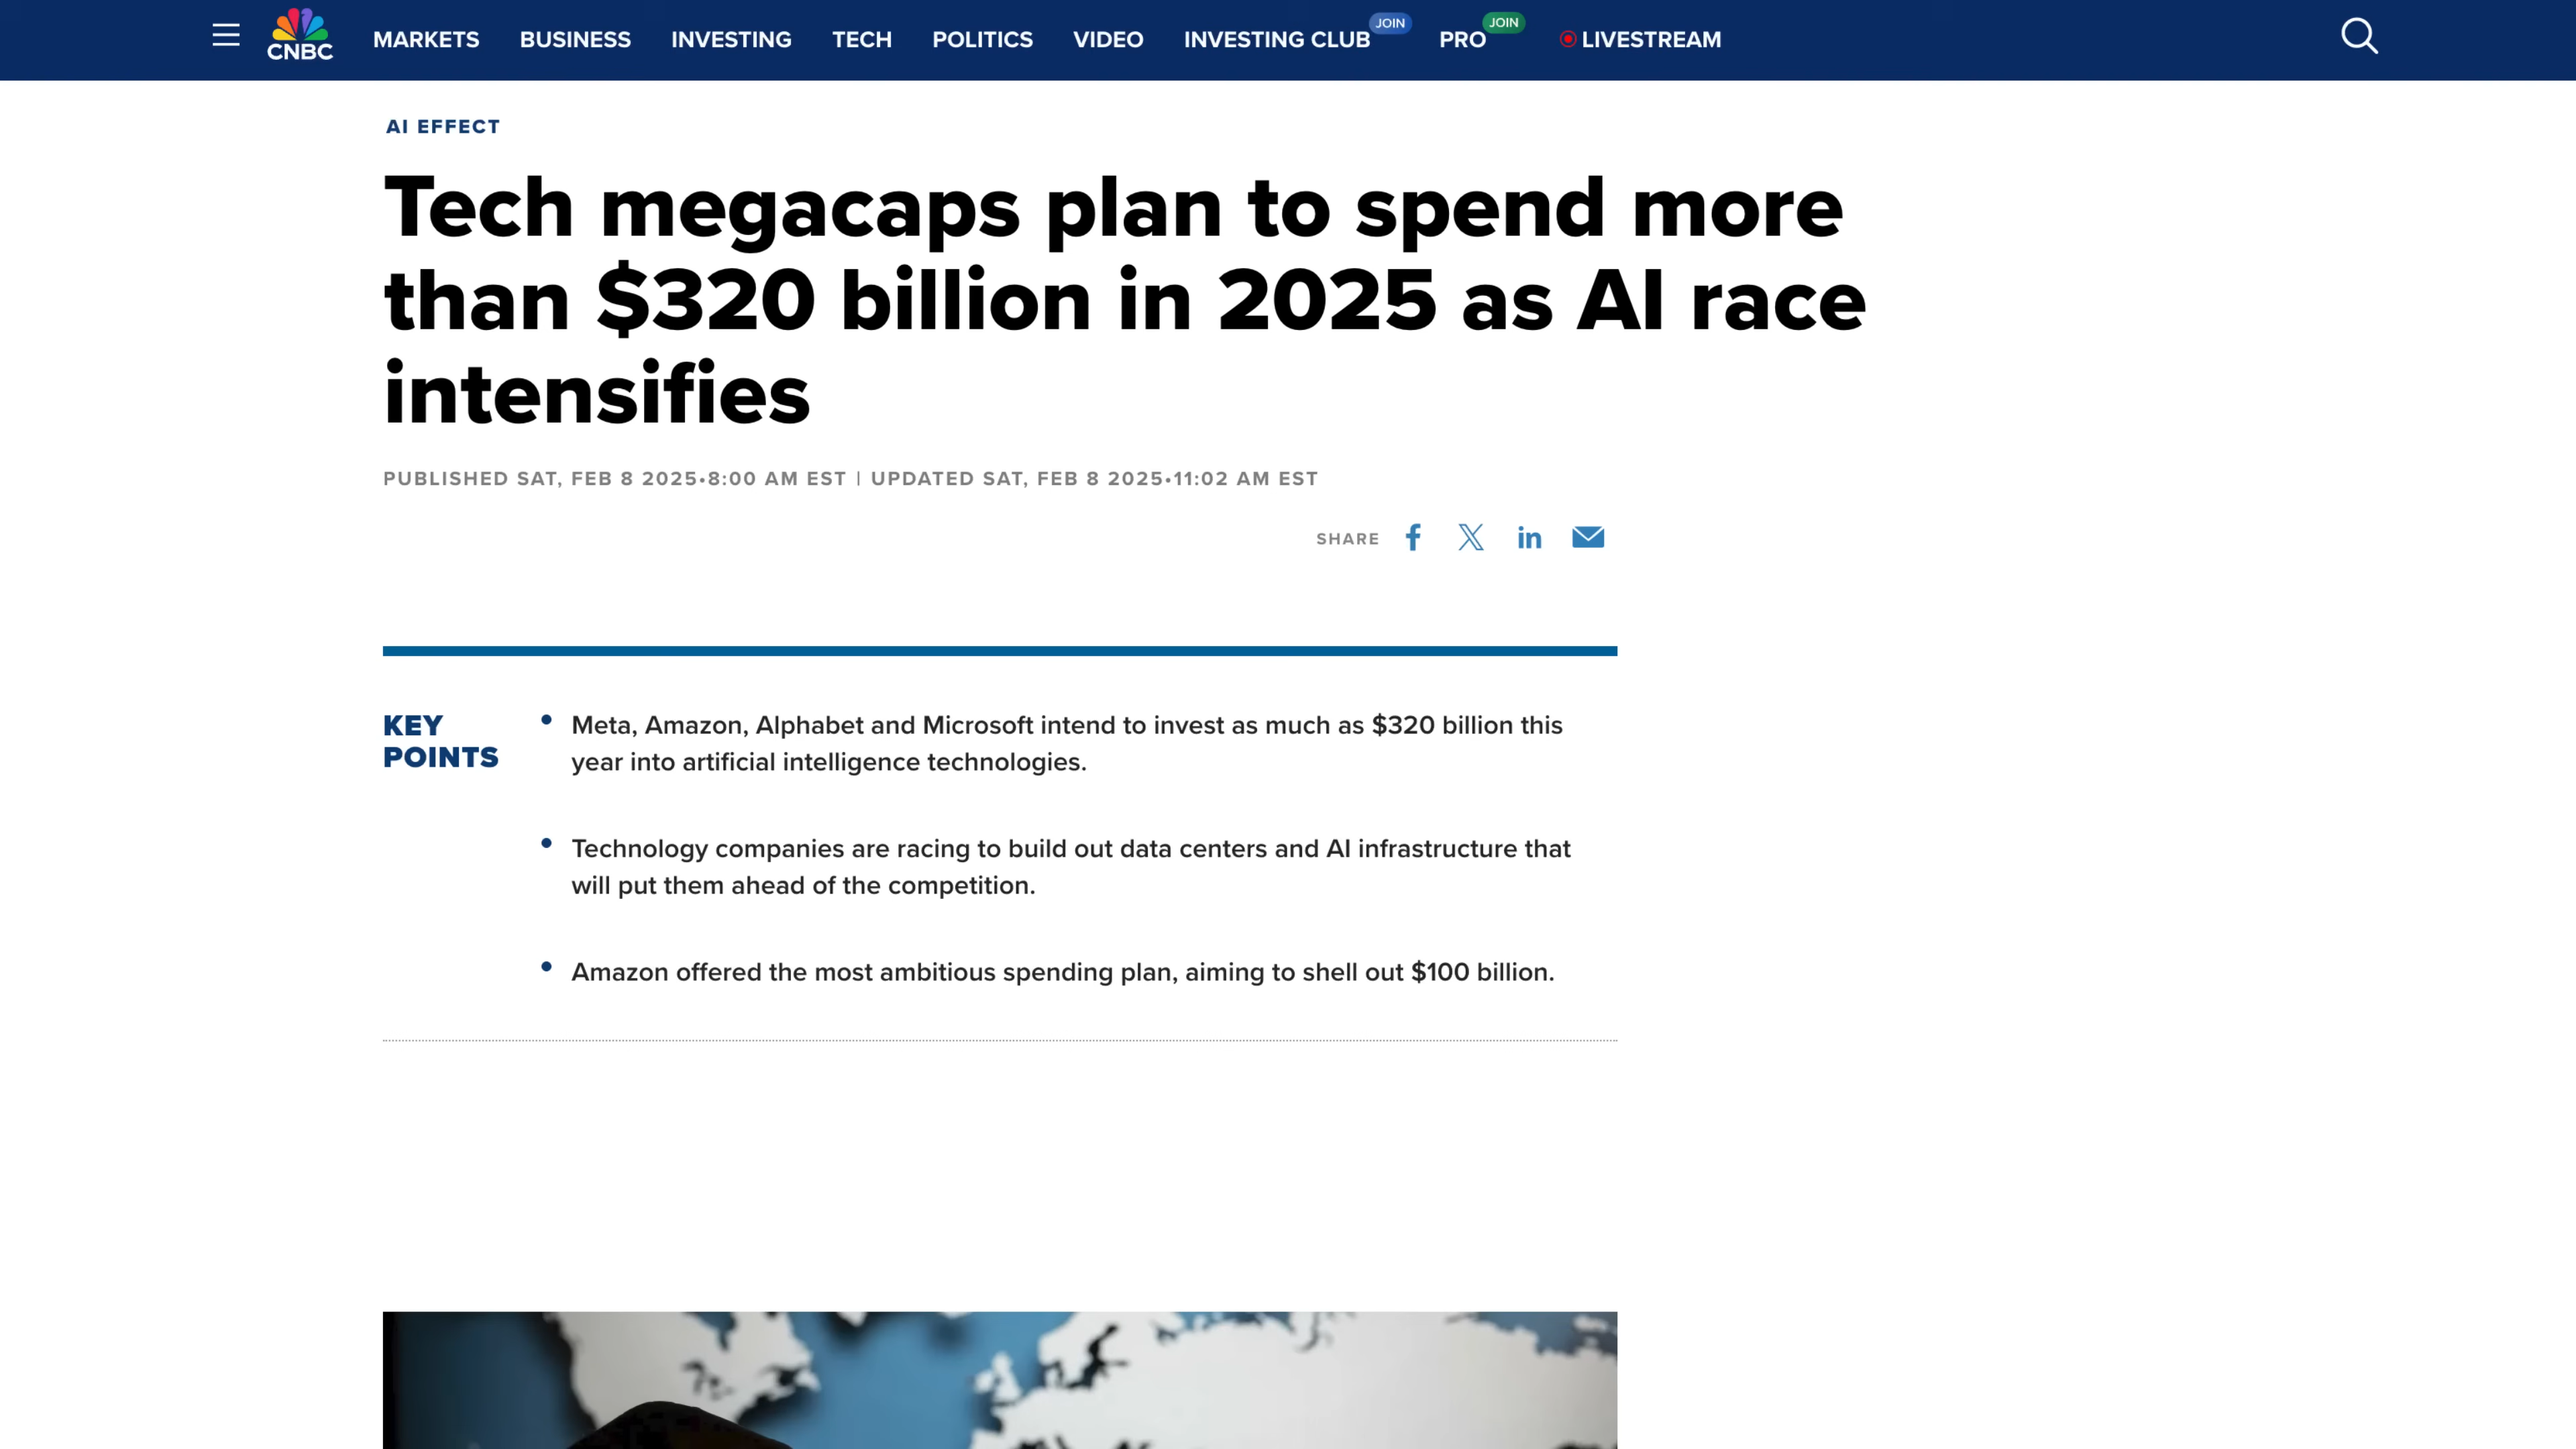 CNBC
MARKETS BUSINESS INVESTING TECH POLITICS VIDEO INVESTING CLUB JOIN PRO JOIN LIVESTREAM
AI EFFECT
Tech megacaps plan to spend more
than $320 billion in 2025 as AI race
intensifies
PUBLISHED SAT, FEB 8 2025•8:00 AM EST | UPDATED SAT, FEB 8 2025•11:02 AM EST
SHARE f X in
KEY
POINTS
• Meta, Amazon, Alphabet and Microsoft intend to invest as much as $320 billion this
year into artificial intelligence technologies.
• Technology companies are racing to build out data centers and AI infrastructure that
will put them ahead of the competition.
• Amazon offered the most ambitious spending plan, aiming to shell out $100 billion.